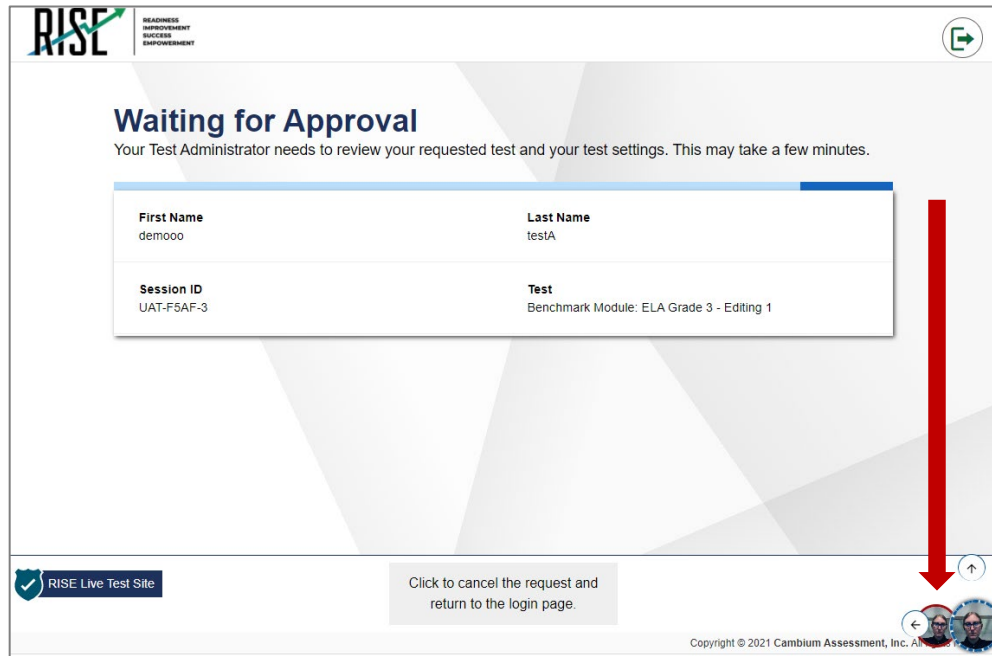 RISE
READINESS
IMPROVEMENT
SUCCESS
EMPOWERMENT
Waiting for Approval
Your Test Administrator needs to review your requested test and your test settings. This may take a few minutes.
First Name Last Name
demooo testA
Session ID Test
UAT-F5AF-3 Benchmark Module: ELA Grade 3 - Editing 1
RISE Live Test Site
Click to cancel the request and
return to the login page.
Copyright © 2021 Cambium Assessment, Inc.